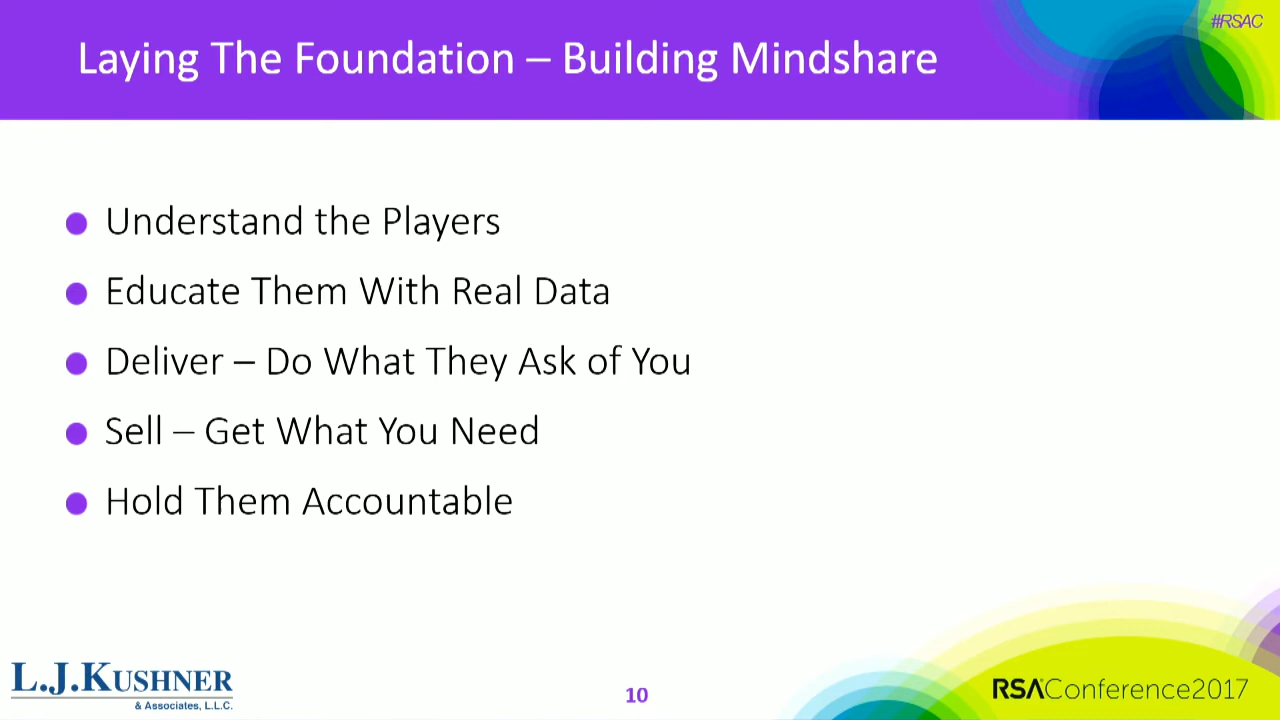 #RSAC
Laying The Foundation – Building Mindshare
Understand the Players
Educate Them With Real Data
Deliver – Do What They Ask of You
Sell – Get What You Need
Hold Them Accountable
L.J.KUSHNER
& Associates, L.L.C.
10
RSAConference2017